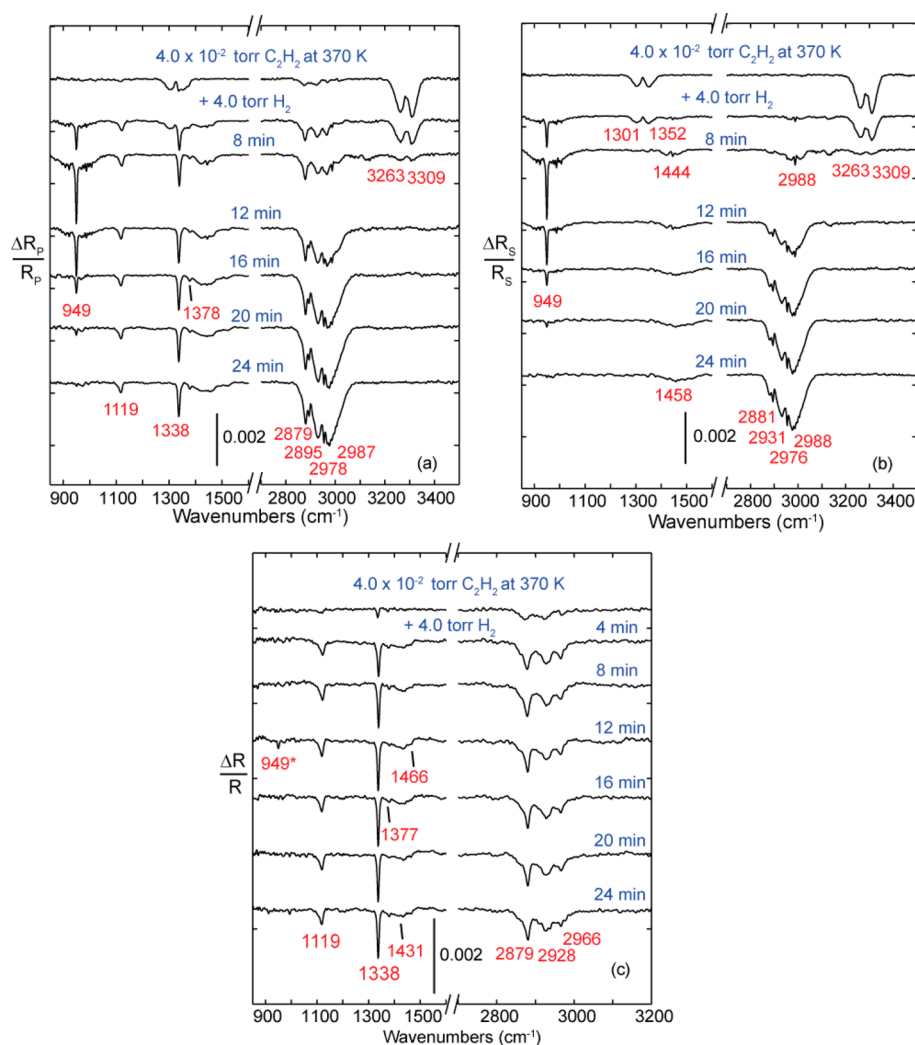 4.0 x 10⁻² torr C₂H₂ at 370 K
+ 4.0 torr H₂
8 min
3263 3309
12 min
ΔR_P
R_P
16 min
949
1378
20 min
24 min
1119
1338
0.002
2879
2895 2987
2978
(a)
900 1100 1300 1500 2800 3000 3200 3400
Wavenumbers (cm⁻¹)
4.0 x 10⁻² torr C₂H₂ at 370 K
+ 4.0 torr H₂
1301 1352
8 min
1444
2988
3263 3309
12 min
ΔR_S
R_S
16 min
949
20 min
24 min
1458
0.002
2881
2931 2988
2976
(b)
900 1100 1300 1500 2800 3000 3200 3400
Wavenumbers (cm⁻¹)
4.0 x 10⁻² torr C₂H₂ at 370 K
+ 4.0 torr H₂
4 min
8 min
12 min
949*
1466
ΔR
R
16 min
1377
20 min
24 min
1119
1431
2966
1338
0.002
2879 2928
(c)
900 1100 1300 1500 2800 3000 3200
Wavenumbers (cm⁻¹)